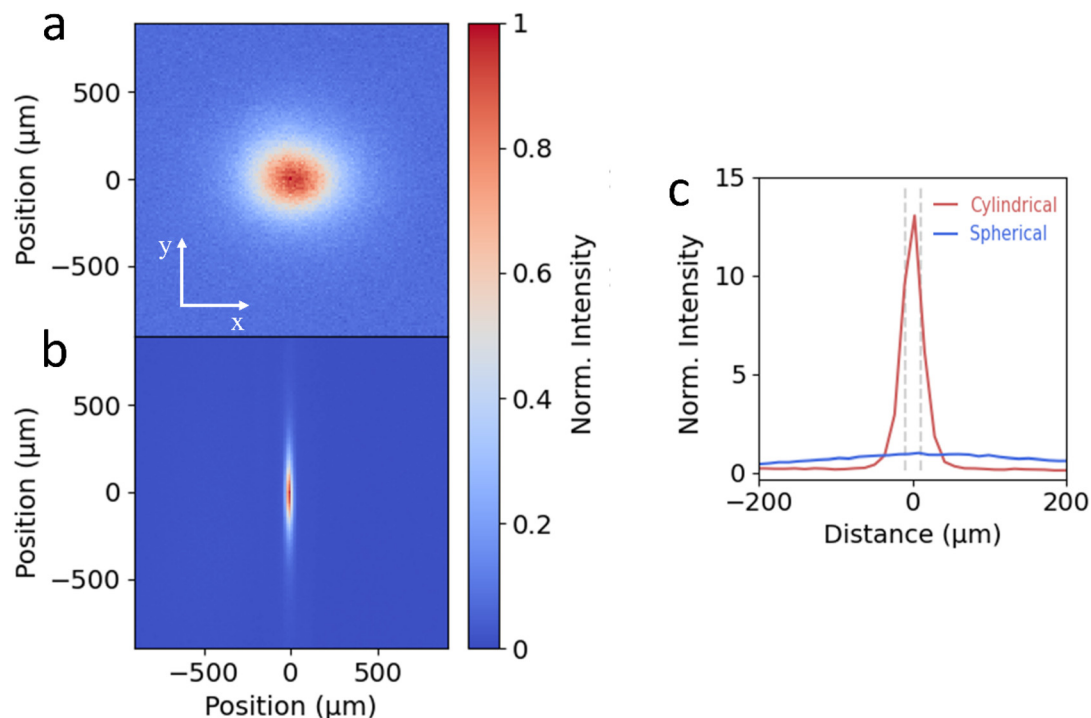 a
Position (μm)
500
0
−500
y
x
b
Position (μm)
500
0
−500
−500 0 500
Position (μm)
1
0.8
0.6
0.4
0.2
0
Norm. Intensity
c
Norm. Intensity
15
10
5
0
Cylindrical
Spherical
−200 0 200
Distance (μm)